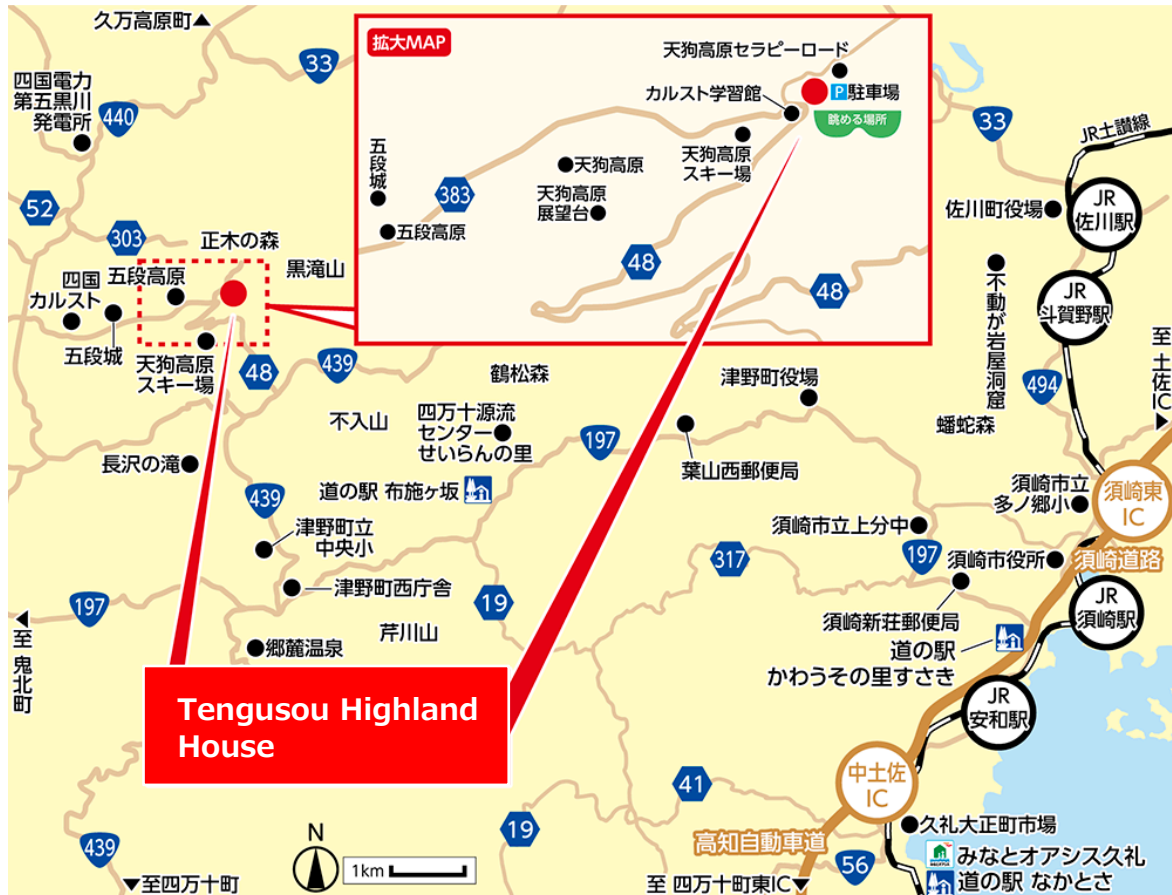 久万高原町▲
33
四国電力
第五黒川
発電所
440
52
303
正木の森
黒滝山
五段高原
四国
カルスト
五段城
天狗高原
スキー場
48
439
拡大MAP
天狗高原セラピーロード
P駐車場
カルスト学習館
眺める場所
天狗高原
スキー場
五段城
天狗高原
383
天狗高原
展望台
五段高原
48
48
33
JR土讃線
JR
佐川駅
佐川町役場
不動が岩屋洞窟
JR
斗賀野駅
至 土佐IC▶
494
蟠蛇森
鶴松森
津野町役場
不入山
四万十源流
センター
せいらんの里
197
葉山西郵便局
長沢の滝
439
道の駅 布施ヶ坂
須崎市立
多ノ郷小
須崎東
IC
津野町立
中央小
須崎市立上分中
197
317
須崎市役所
須崎道路
197
津野町西庁舎
19
須崎新荘郵便局
JR
須崎駅
◀至 鬼北町
芹川山
郷麓温泉
道の駅
かわうその里すさき
JR
安和駅
Tengusou Highland
House
中土佐
IC
41
19
久礼大正町市場
高知自動車道
みなとオアシス久礼
439
N
1km
56
道の駅 なかとさ
▼至四万十町
至 四万十町東IC▼